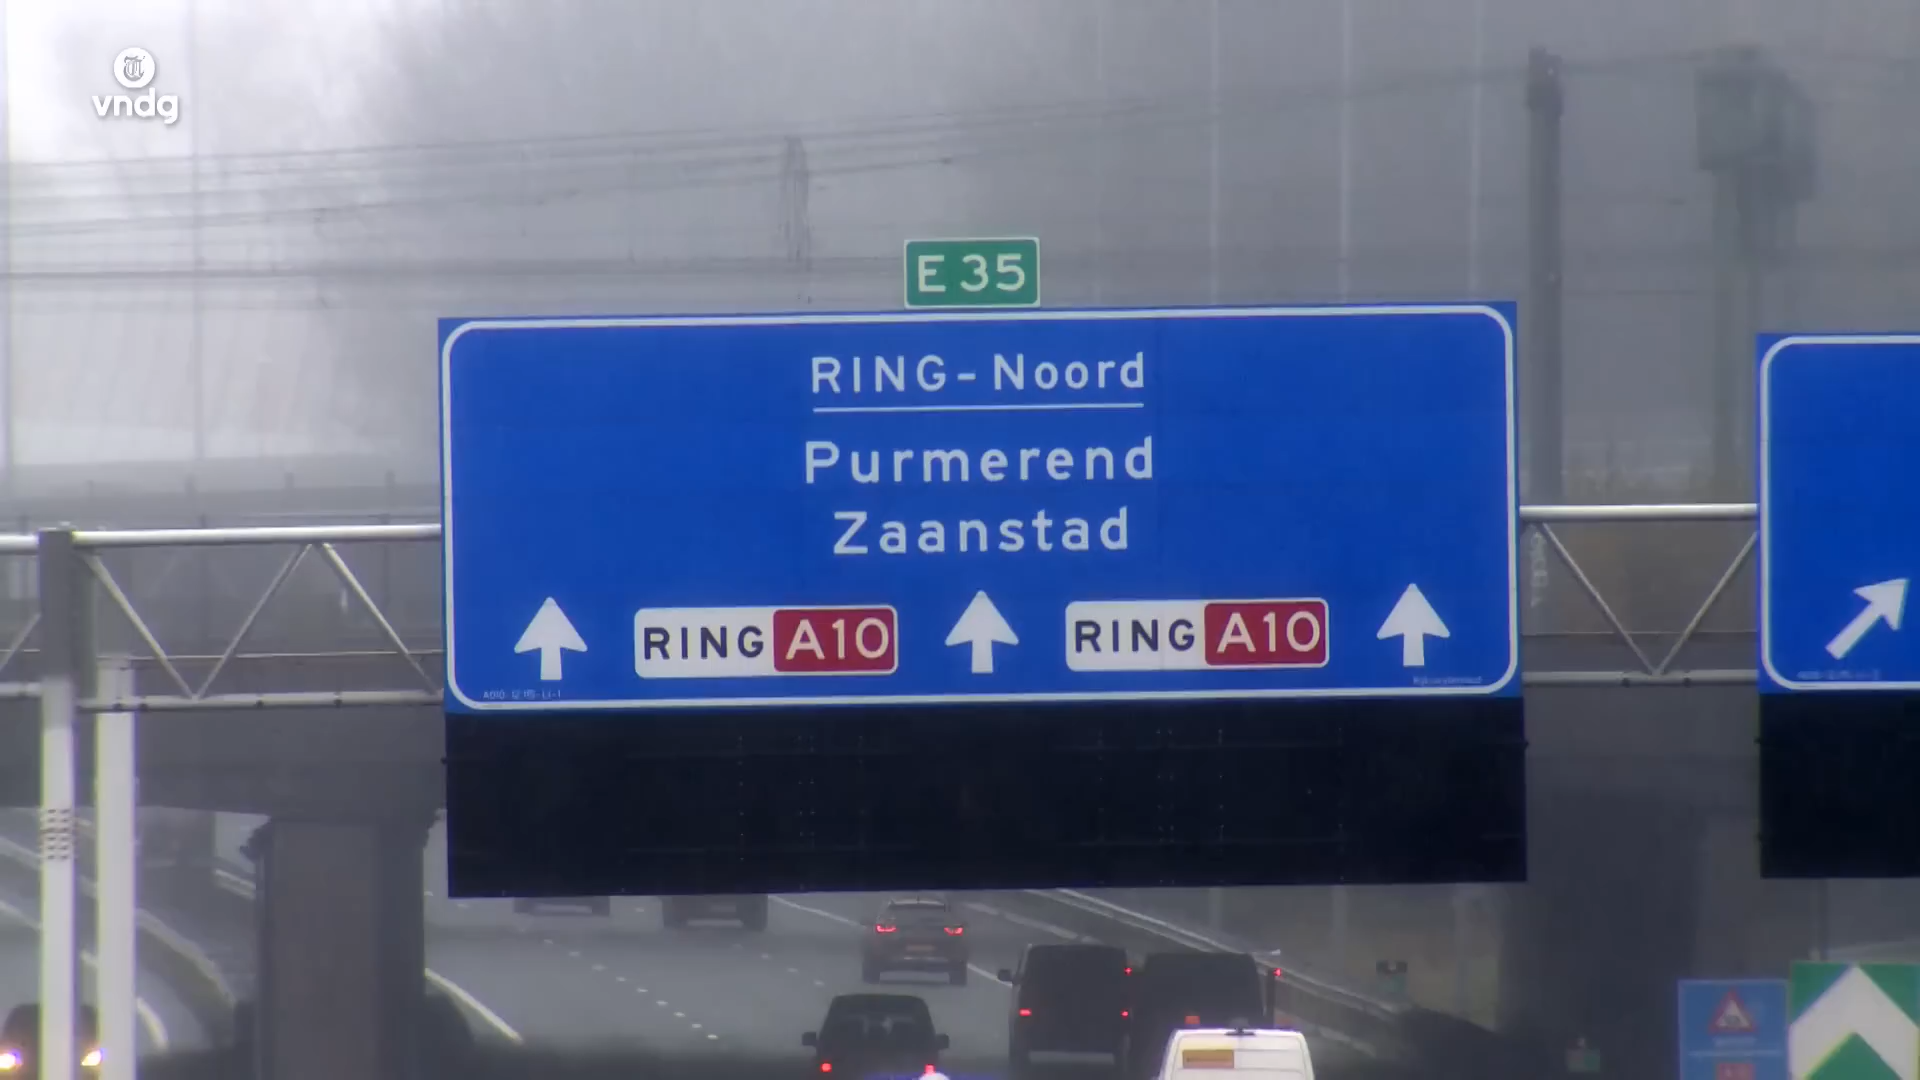 vndg
E 35
RING-Noord
Purmerend
Zaanstad
RING A10 RING A10